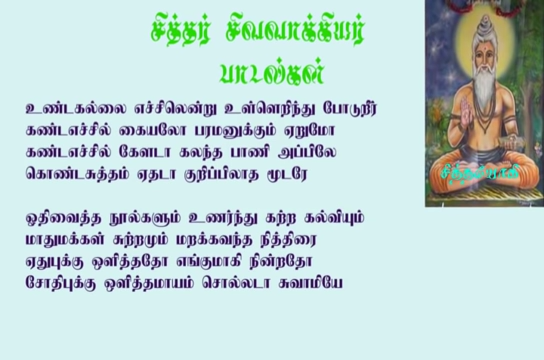 சித்தர் சிவவாக்கியர்
பாடல்கள்
உண்டகல்லை எச்சிலென்று உள்ளெறிந்து போடுறீர்
கண்டஎச்சில் கையலோ பரமனுக்கும் ஏறுமோ
கண்டஎச்சில் கேளடா கலந்த பாணி அப்பிலே
கொண்டசுத்தம் ஏதடா குறிப்பிலாத மூடரே
ஓதிவைத்த நூல்களும் உணர்ந்து கற்ற கல்வியும்
மாதுமக்கள் சுற்றமும் மறக்கவந்த நித்திரை
ஏதுபுக்கு ஒளித்ததோ எங்குமாகி நின்றதோ
சோதிபுக்கு ஒளித்தமாயம் சொல்லடா சுவாமியே